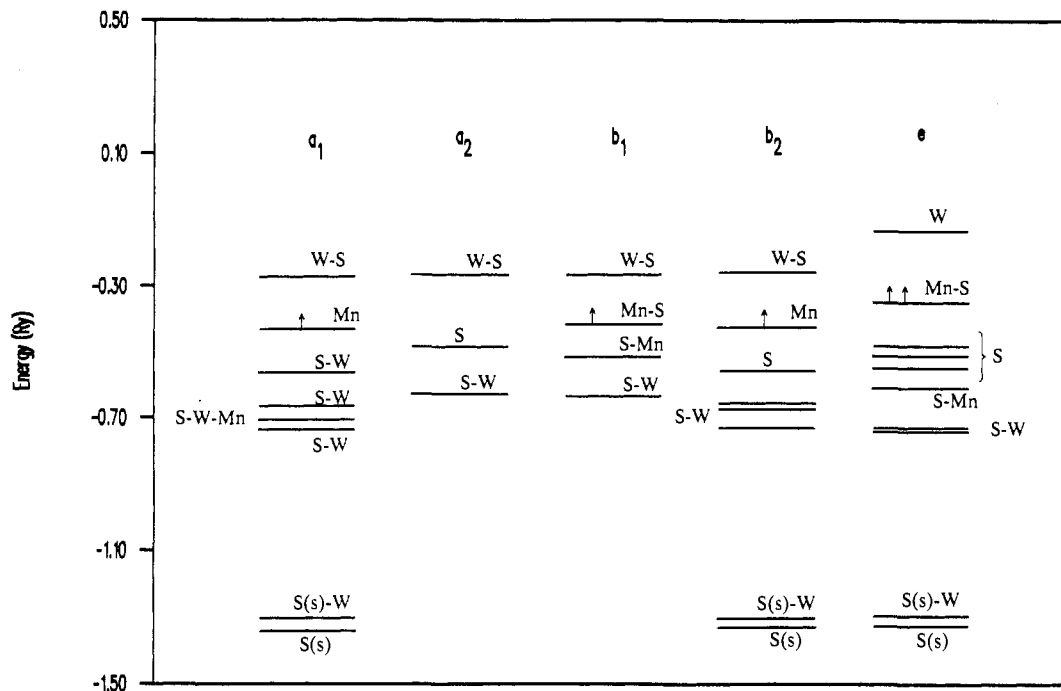 0.50
a1 a2 b1 b2 e
0.10
W
W-S W-S W-S W-S
-0.30
Mn Mn-S Mn Mn-S
S S-Mn S S
S-W
S-W S-W S-W S-Mn
S-W-Mn -0.70 S-W S-W
S-W
Energy (Ry)
-1.10
S(s)-W S(s)-W S(s)-W
S(s) S(s) S(s)
-1.50